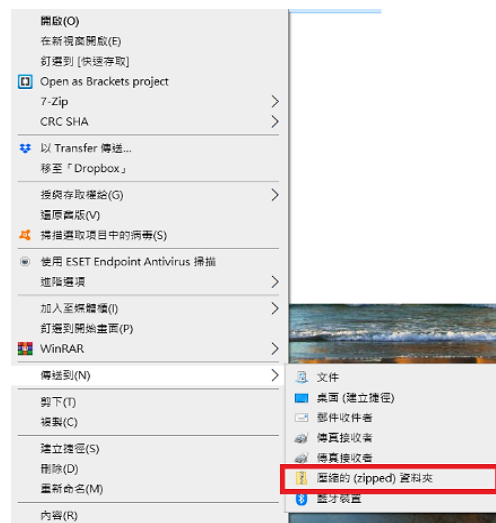 開啟(O)
在新視窗開啟(E)
釘選到 [快速存取]
Open as Brackets project
7-Zip
CRC SHA
以 Transfer 傳送...
移至「Dropbox」
授與存取權給(G)
還原舊版(V)
掃描選取項目中的病毒(S)
使用 ESET Endpoint Antivirus 掃描
進階選項
加入至媒體櫃(I)
釘選到開始畫面(P)
WinRAR
傳送到(N)
文件
桌面 (建立捷徑)
郵件收件者
傳真接收者
傳真接收者
壓縮的 (zipped) 資料夾
藍牙裝置
剪下(T)
複製(C)
建立捷徑(S)
刪除(D)
重新命名(M)
內容(R)